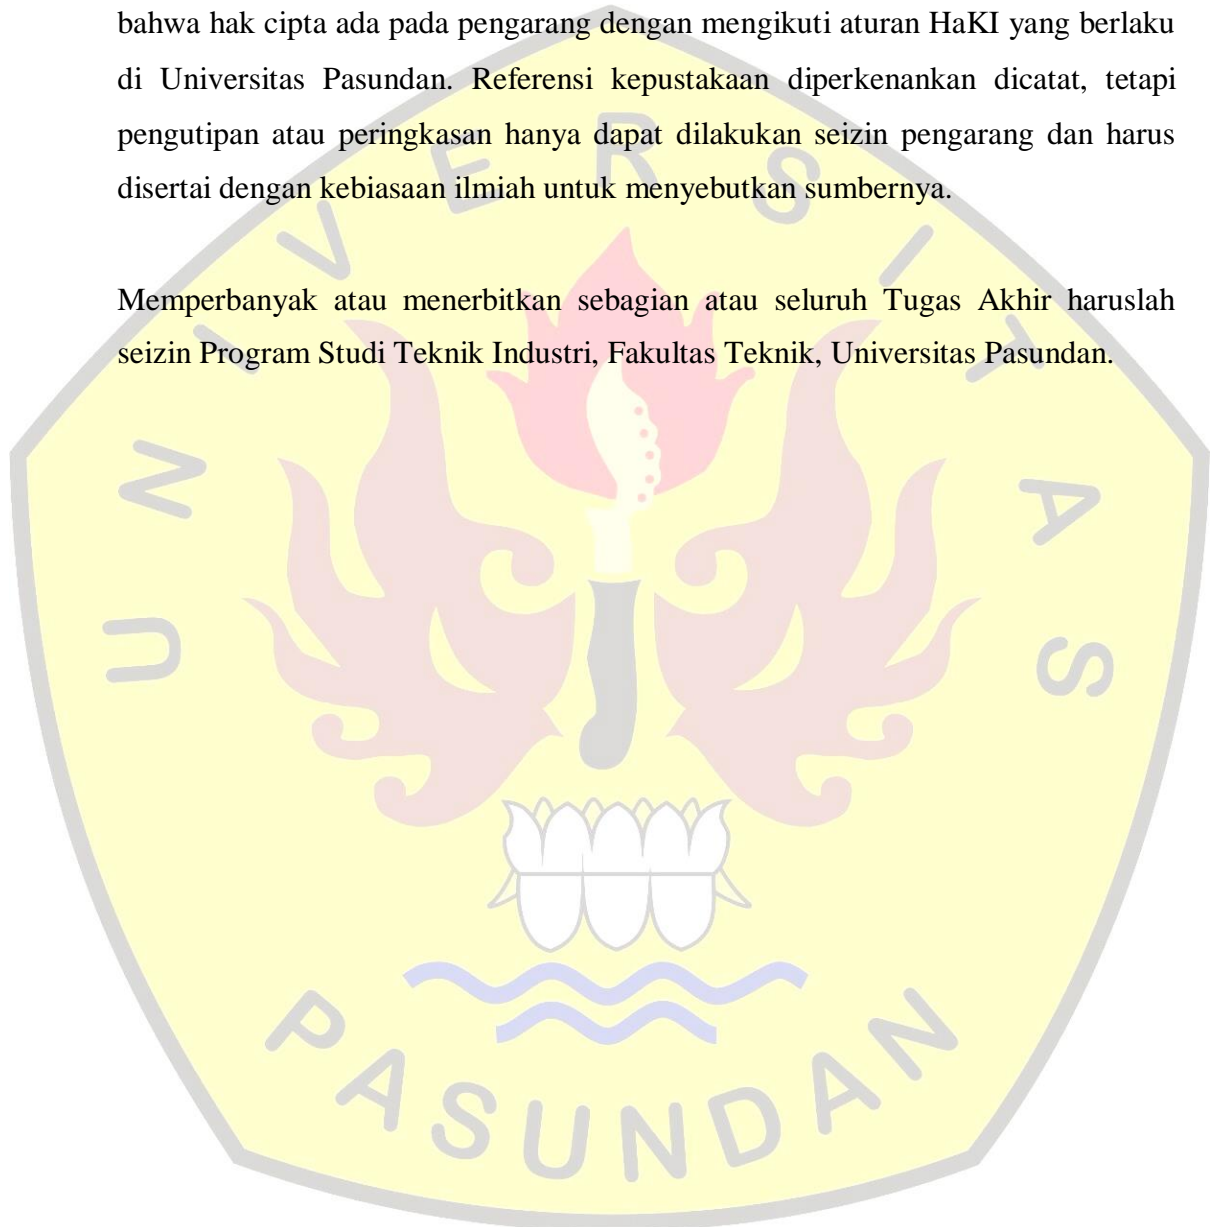 bahwa hak cipta ada pada pengarang dengan mengikuti aturan HaKI yang berlaku
di Universitas Pasundan. Referensi kepustakaan diperkenankan dicatat, tetapi
pengutipan atau peringkasan hanya dapat dilakukan seizin pengarang dan harus
disertai dengan kebiasaan ilmiah untuk menyebutkan sumbernya.
Memperbanyak atau menerbitkan sebagian atau seluruh Tugas Akhir haruslah
seizin Program Studi Teknik Industri, Fakultas Teknik, Universitas Pasundan.
UNIVERSITAS
PASUNDAN